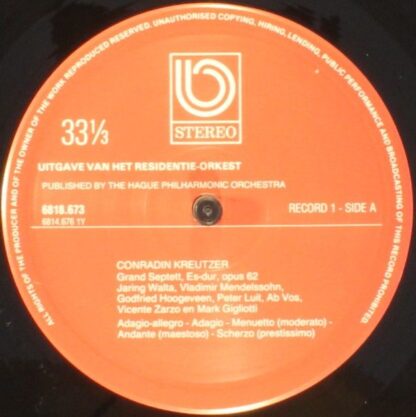 ALL RIGHTS OF THE PRODUCER AND OF THE OWNER OF THE WORK REPRODUCED RESERVED. UNAUTHORISED COPYING, HIRING, LENDING, PUBLIC PERFORMANCE AND BROADCASTING OF THIS RECORD PROHIBITED.
STEREO
33⅓
UITGAVE VAN HET RESIDENTIE-ORKEST
PUBLISHED BY THE HAGUE PHILHARMONIC ORCHESTRA
6818.673
RECORD 1 - SIDE A
6814.676 1Y
CONRADIN KREUTZER
Grand Septett, Es-dur, opus 62
Jaring Walta, Vladimir Mendelssohn,
Godfried Hoogeveen, Peter Luit, Ab Vos,
Vicente Zarzo en Mark Gigliotti
Adagio-allegro - Adagio - Menuetto (moderato) -
Andante (maestoso) - Scherzo (prestissimo)